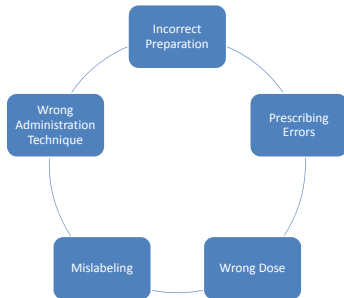 Incorrect
Preparation
Prescribing
Errors
Wrong Dose
Mislabeling
Wrong
Administration
Technique